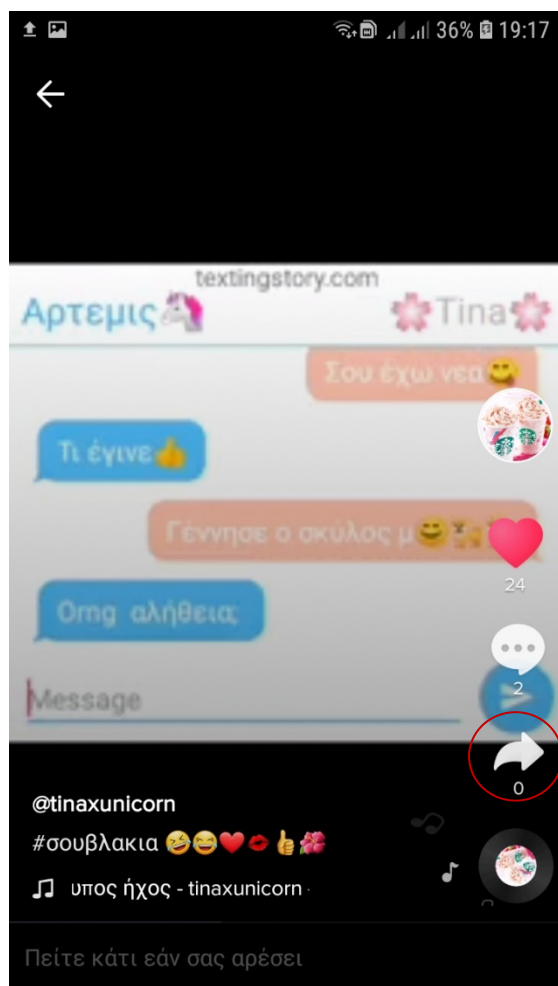 36% 19:17
textingstory.com
Αρτεμις🦄 🌸Tina🌸
Σου έχω νεα😋
Τι έγινε👍
Γέννησε ο σκύλος μ😄
Omg αλήθεια;
24
Message
2
0
@tinaxunicorn
#σουβλακια 🤣😂❤️💋👍🌺
υπος ήχος - tinaxunicorn
Πείτε κάτι εάν σας αρέσει